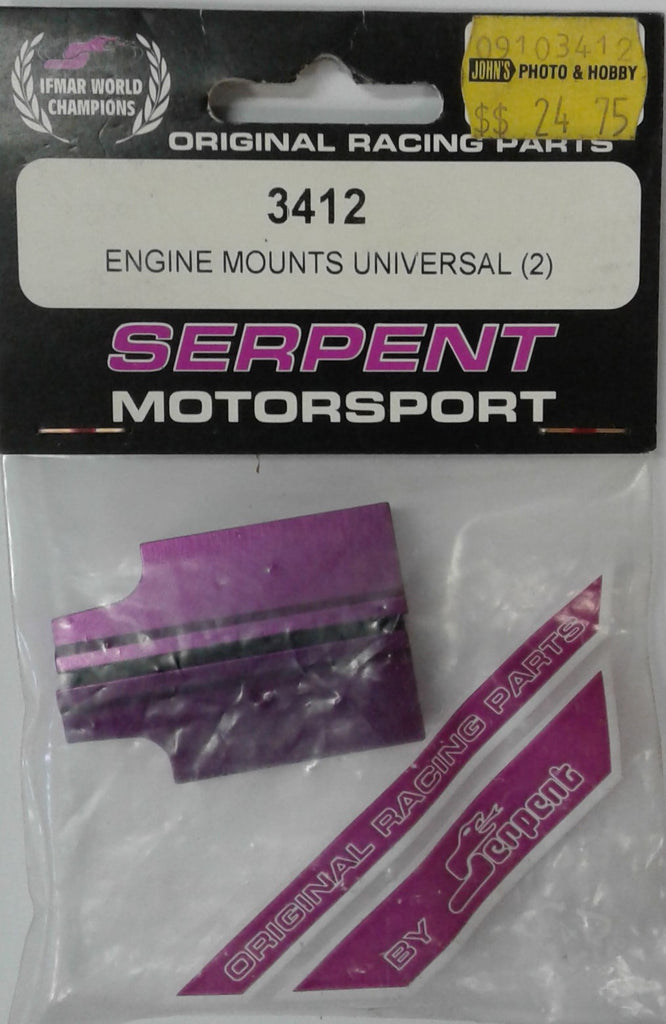 IFMAR WORLD
CHAMPIONS
09103412
JOHN'S PHOTO & HOBBY
$$ 24 75
ORIGINAL RACING PARTS
3412
ENGINE MOUNTS UNIVERSAL (2)
SERPENT
MOTORSPORT
ORIGINAL RACING PARTS
BY Serpent